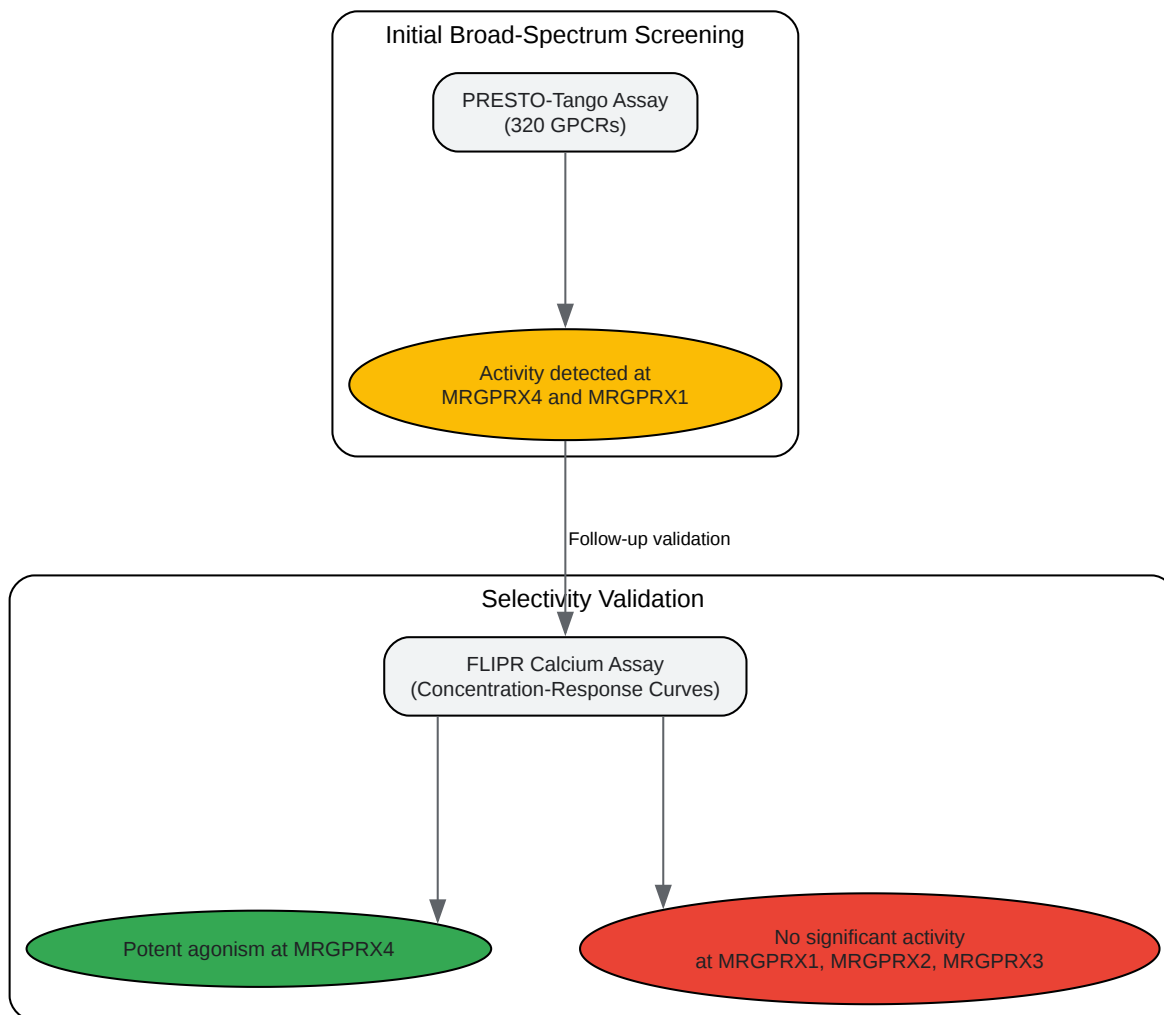 Initial Broad-Spectrum Screening
PRESTO-Tango Assay
(320 GPCRs)
Activity detected at
MRGPRX4 and MRGPRX1
Follow-up validation
Selectivity Validation
FLIPR Calcium Assay
(Concentration-Response Curves)
Potent agonism at MRGPRX4
No significant activity
at MRGPRX1, MRGPRX2, MRGPRX3